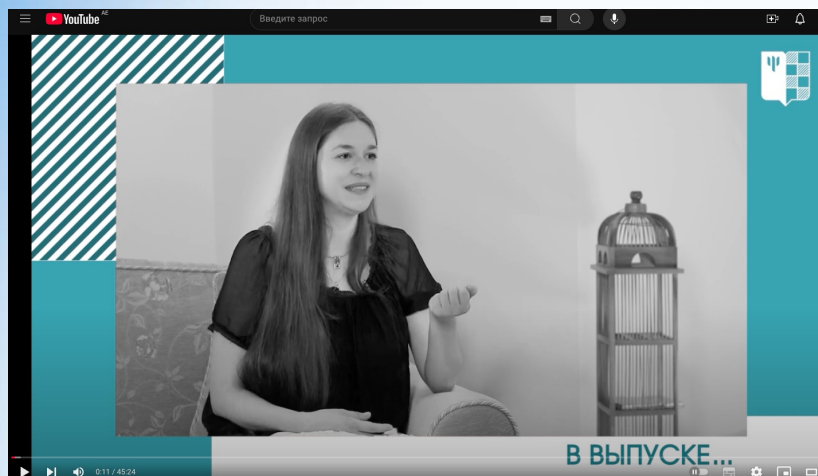 YouTube AE
Введите запрос
В ВЫПУСКЕ...
0:11 / 45:24